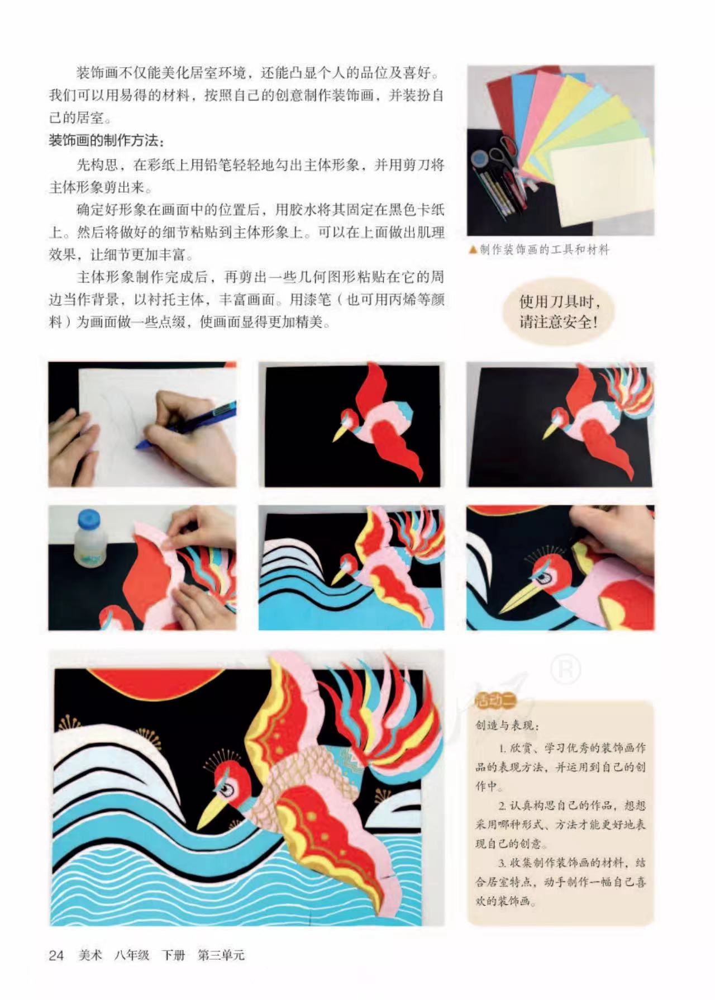 装饰画不仅能美化居室环境，还能凸显个人的品位及喜好。
我们可以用易得的材料，按照自己的创意制作装饰画，并装扮自
己的居室。
装饰画的制作方法：
先构思，在彩纸上用铅笔轻轻地勾出主体形象，并用剪刀将
主体形象剪出来。
确定好形象在画面中的位置后，用胶水将其固定在黑色卡纸
上。然后将做好的细节粘贴到主体形象上。可以在上面做出肌理
效果，让细节更加丰富。
主体形象制作完成后，再剪出一些几何图形粘贴在它的周
边当作背景，以衬托主体，丰富画面。用漆笔（也可用丙烯等颜
料）为画面做一些点缀，使画面显得更加精美。
▲制作装饰画的工具和材料
使用刀具时，
请注意安全！
®
活动二
创造与表现：
1. 欣赏、学习优秀的装饰画作
品的表现方法，并运用到自己的创
作中。
2. 认真构思自己的作品，想想
采用哪种形式、方法才能更好地表
现自己的创意。
3. 收集制作装饰画的材料，结
合居室特点，动手制作一幅自己喜
欢的装饰画。
24 美术 八年级 下册 第三单元